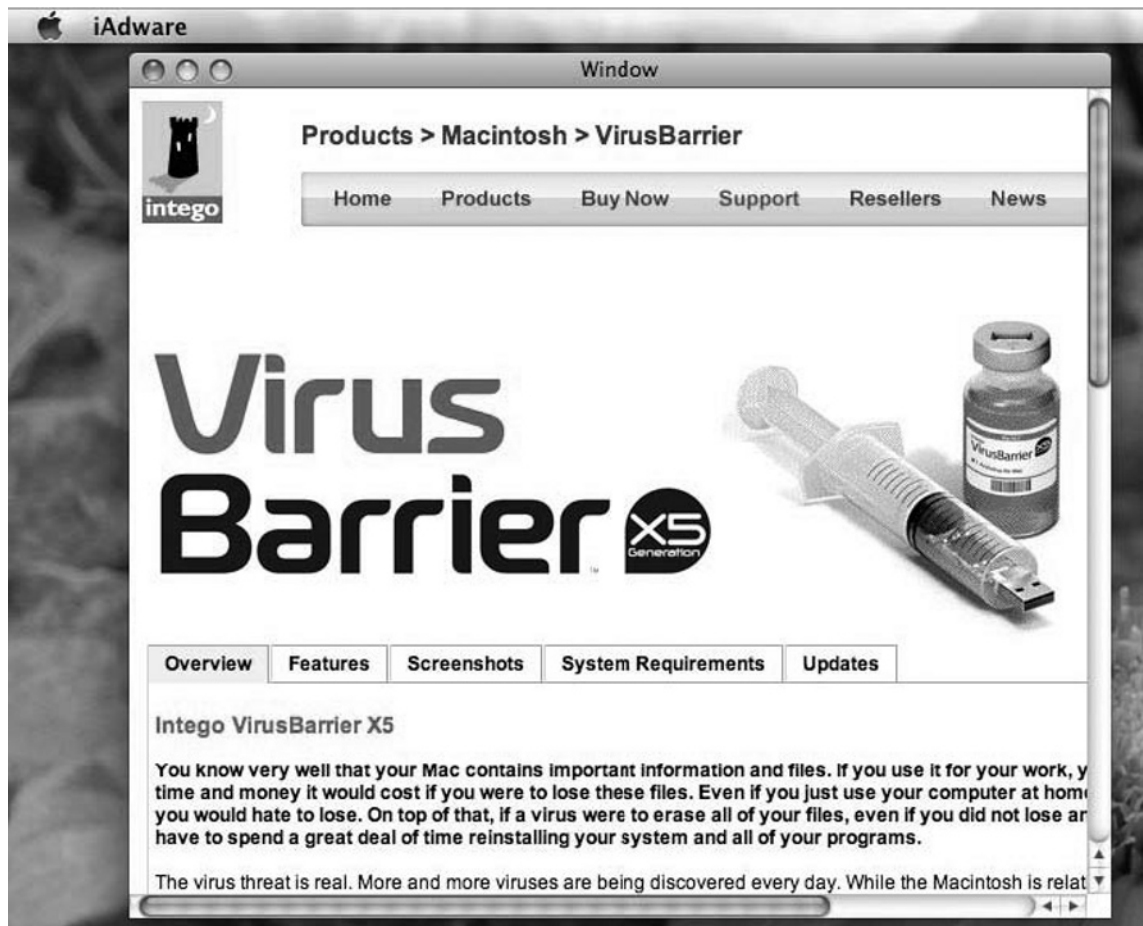 iAdware
Window
intego
Products > Macintosh > VirusBarrier
Home Products Buy Now Support Resellers News
Virus
Barrier X5
Generation
TM
VirusBarrier
Overview Features Screenshots System Requirements Updates
Intego VirusBarrier X5
You know very well that your Mac contains important information and files. If you use it for your work, y
time and money it would cost if you were to lose these files. Even if you just use your computer at hom
you would hate to lose. On top of that, if a virus were to erase all of your files, even if you did not lose an
have to spend a great deal of time reinstalling your system and all of your programs.
The virus threat is real. More and more viruses are being discovered every day. While the Macintosh is relat